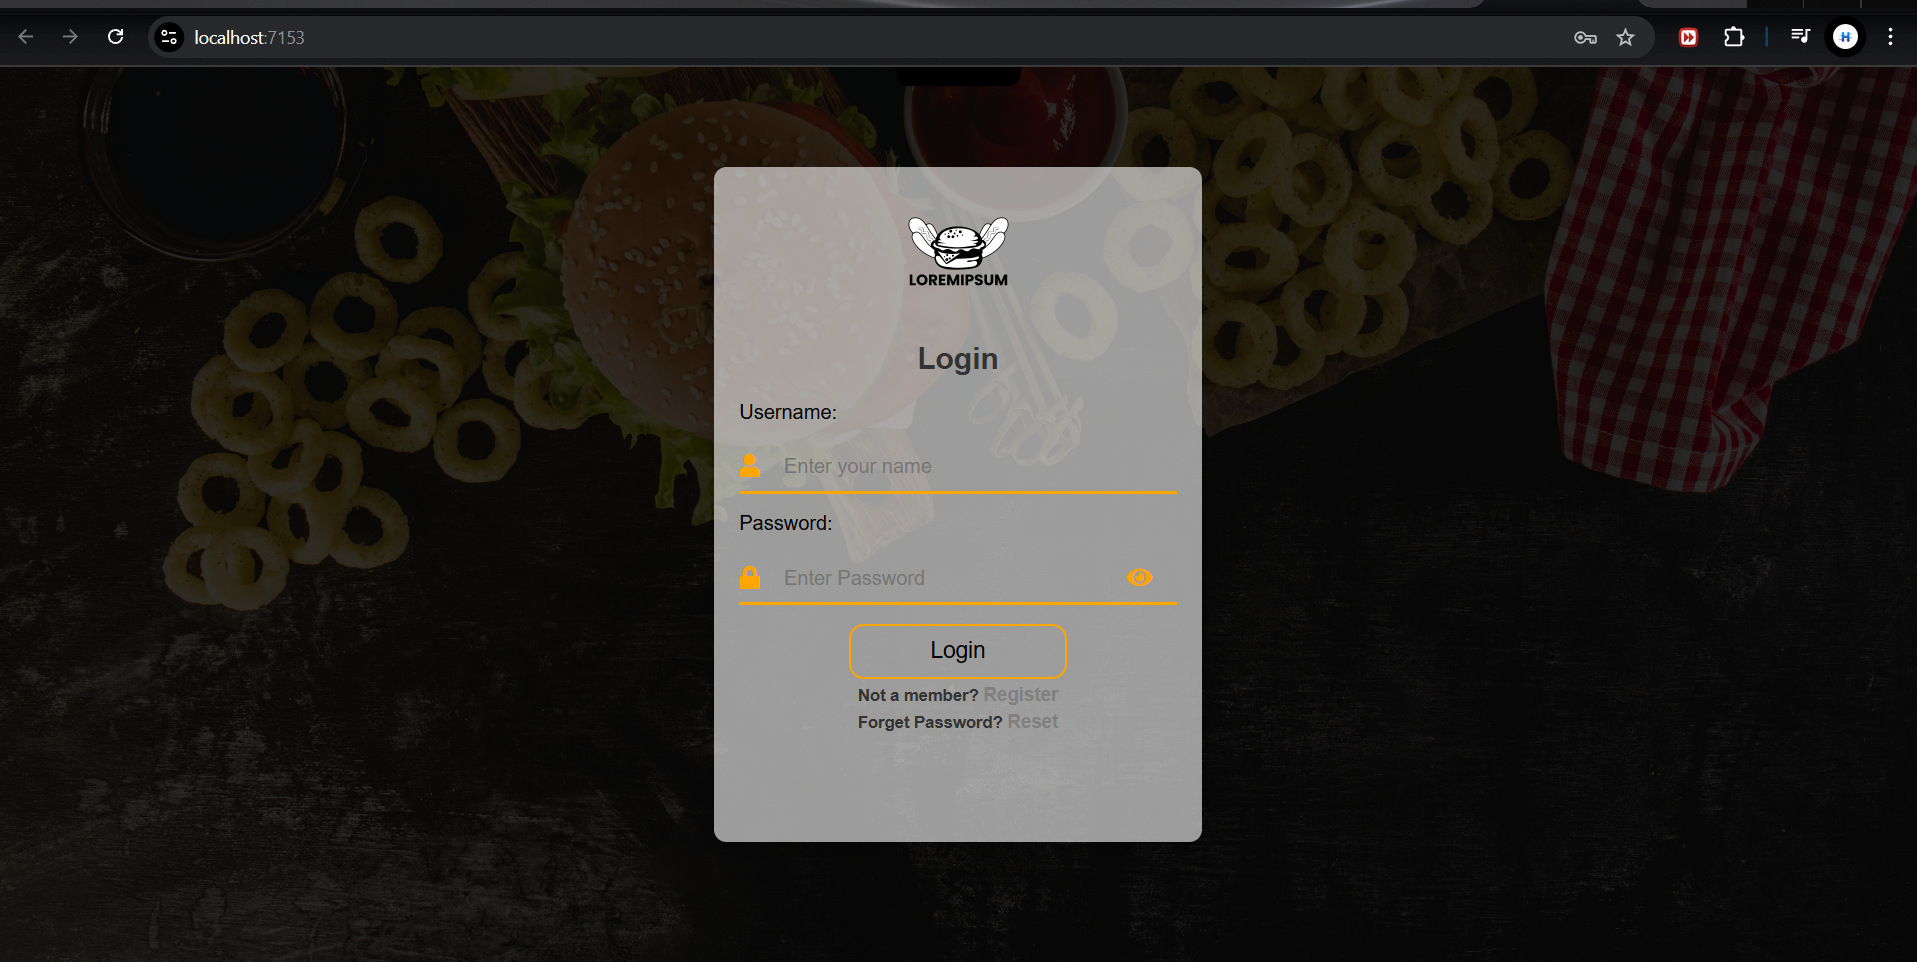 localhost:7153
LOREMIPSUM
Login
Username:
Enter your name
Password:
Enter Password
Login
Not a member? Register
Forget Password? Reset